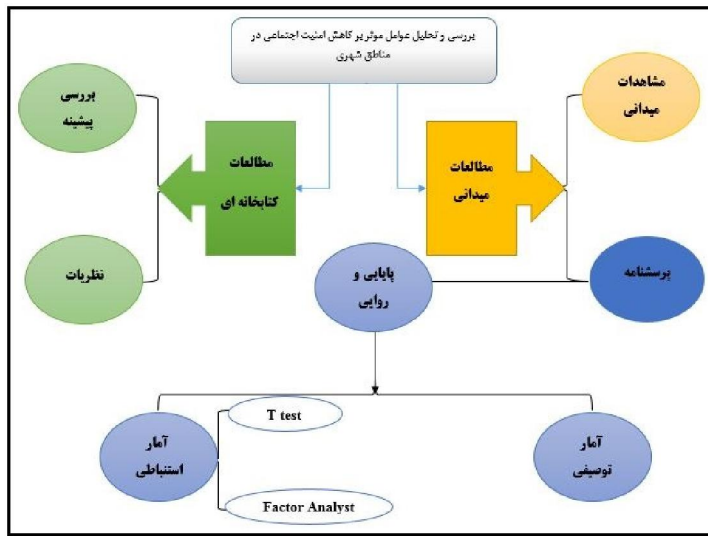 بررسی و تحلیل عوامل موثر بر کاهش امنیت اجتماعی در
مناطق شهری
مشاهدات
میدانی
مطالعات
میدانی
مطالعات
کتابخانه ای
بررسی
پیشینه
پرسشنامه
پایایی و
روایی
نظریات
آمار
توصیفی
T test
آمار
استنباطی
Factor Analyst